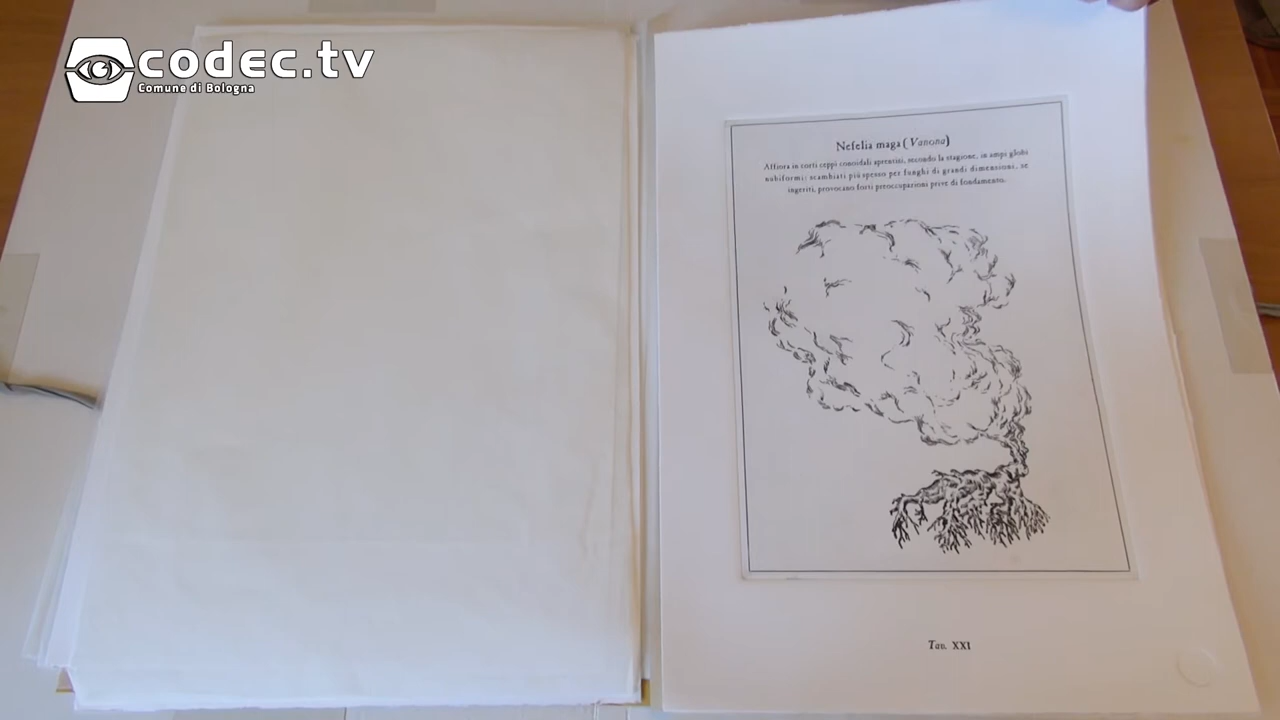 codec.tv
Comune di Bologna
Nefelia maga (Vanona)
Affiora in corti ceppi conoidali aprentisi, secondo la stagione, in ampi globi
nubiformi; scambiati più spesso per funghi di grandi dimensioni, se
ingeriti, provocano forti preoccupazioni prive di fondamento.
Tav. XXI